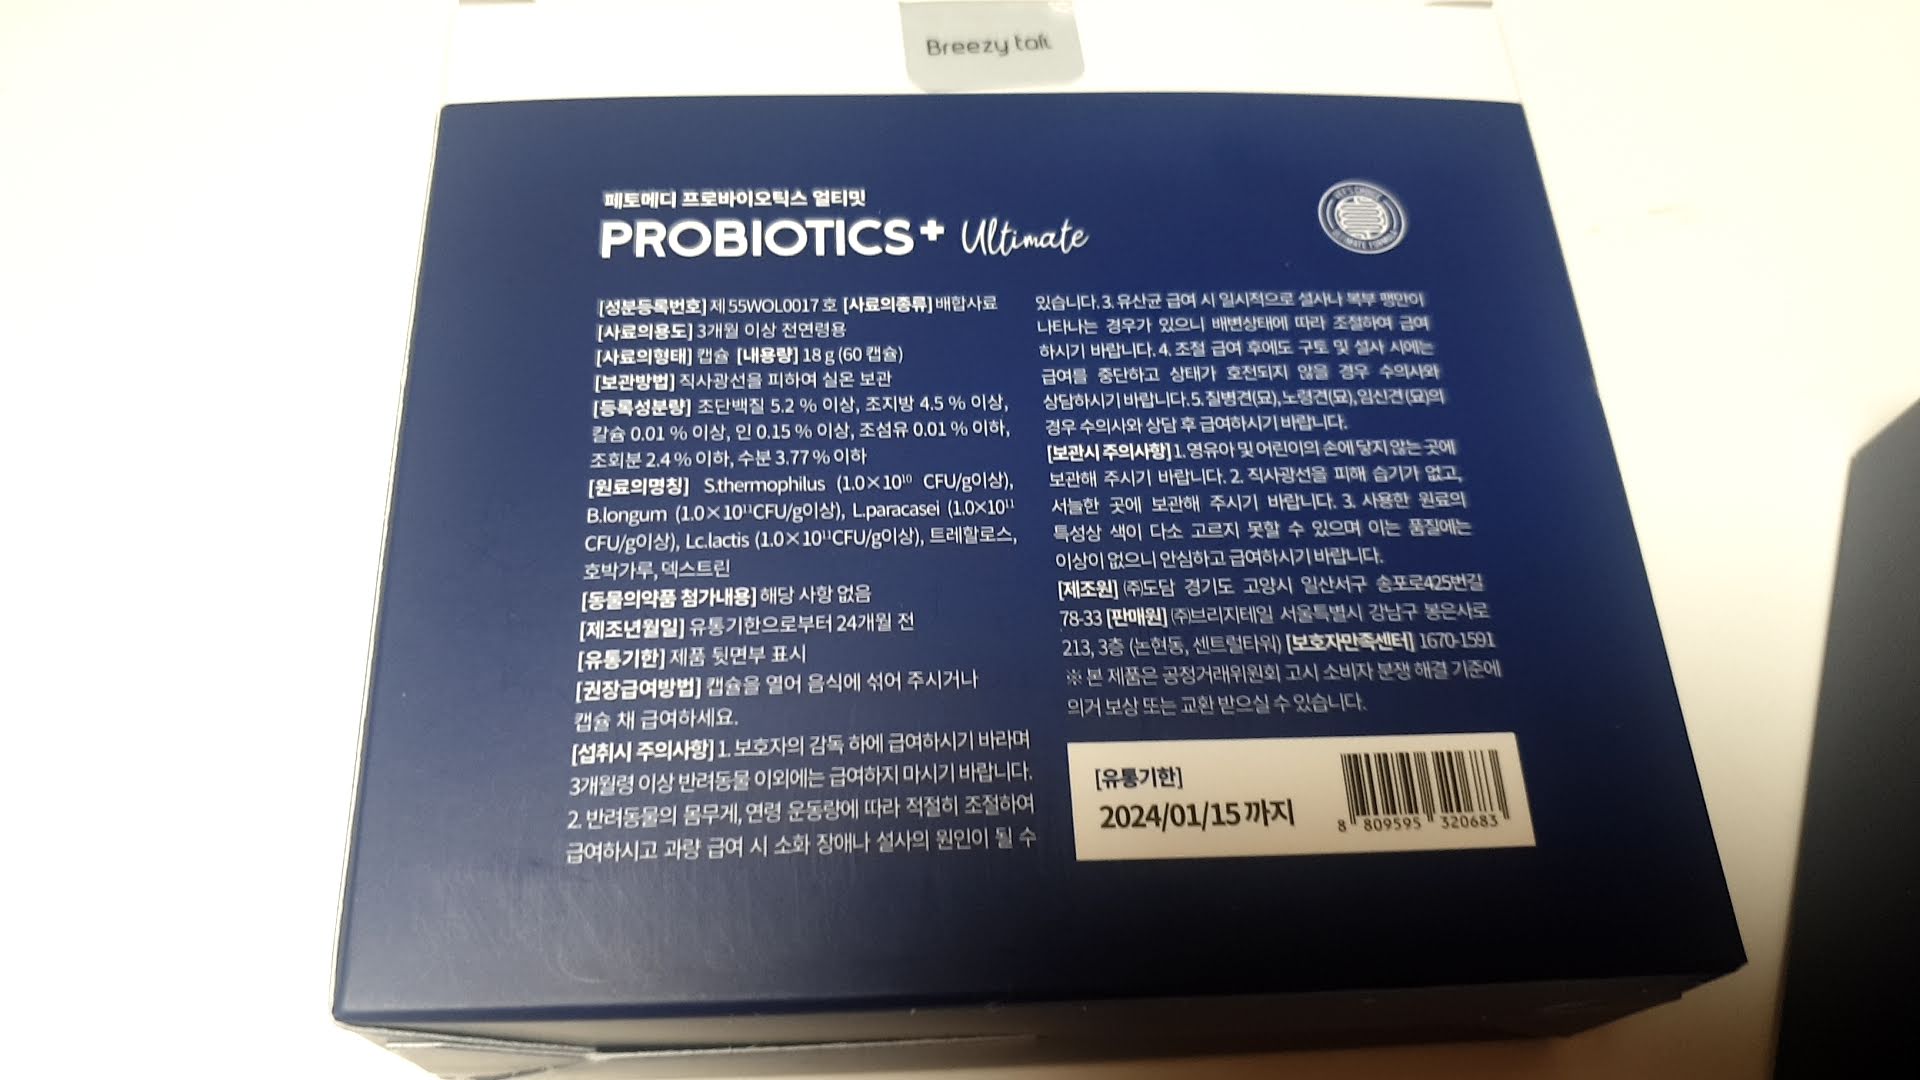 Breezy tail
페토메디 프로바이오틱스 얼티밋
PROBIOTICS+ Ultimate
VET'S CHOICE
ULTIMATE FORMULA
[성분등록번호] 제 55WOL0017 호 [사료의종류] 배합사료
[사료의용도] 3개월 이상 전연령용
[사료의형태] 캡슐 [내용량] 18 g (60 캡슐)
[보관방법] 직사광선을 피하여 실온 보관
[등록성분량] 조단백질 5.2 % 이상, 조지방 4.5 % 이상,
칼슘 0.01 % 이상, 인 0.15 % 이상, 조섬유 0.01 % 이하,
조회분 2.4 % 이하, 수분 3.77 % 이하
[원료의명칭] S.thermophilus (1.0×10¹⁰ CFU/g이상),
B.longum (1.0×10¹¹CFU/g이상), L.paracasei (1.0×10¹¹
CFU/g이상), Lc.lactis (1.0×10¹¹CFU/g이상), 트레할로스,
호박가루, 덱스트린
[동물의약품 첨가내용] 해당 사항 없음
[제조년월일] 유통기한으로부터 24개월 전
[유통기한] 제품 뒷면부 표시
[권장급여방법] 캡슐을 열어 음식에 섞어 주시거나
캡슐 채 급여하세요.
[섭취시 주의사항] 1. 보호자의 감독 하에 급여하시기 바라며
3개월령 이상 반려동물 이외에는 급여하지 마시기 바랍니다.
2. 반려동물의 몸무게, 연령 운동량에 따라 적절히 조절하여
급여하시고 과량 급여 시 소화 장애나 설사의 원인이 될 수
있습니다. 3. 유산균 급여 시 일시적으로 설사나 복부 팽만이
나타나는 경우가 있으니 배변상태에 따라 조절하여 급여
하시기 바랍니다. 4. 조절 급여 후에도 구토 및 설사 시에는
급여를 중단하고 상태가 호전되지 않을 경우 수의사와
상담하시기 바랍니다. 5. 질병견(묘), 노령견(묘), 임신견(묘)의
경우 수의사와 상담 후 급여하시기 바랍니다.
[보관시 주의사항] 1. 영유아 및 어린이의 손에 닿지 않는 곳에
보관해 주시기 바랍니다. 2. 직사광선을 피해 습기가 없고,
서늘한 곳에 보관해 주시기 바랍니다. 3. 사용한 원료의
특성상 색이 다소 고르지 못할 수 있으며 이는 품질에는
이상이 없으니 안심하고 급여하시기 바랍니다.
[제조원] ㈜도담 경기도 고양시 일산서구 송포로425번길
78-33 [판매원] ㈜브리지테일 서울특별시 강남구 봉은사로
213, 3층 (논현동, 센트럴타워) [보호자만족센터] 1670-1591
※ 본 제품은 공정거래위원회 고시 소비자 분쟁 해결 기준에
의거 보상 또는 교환 받으실 수 있습니다.
[유통기한]
2024/01/15 까지
8 809595 320683